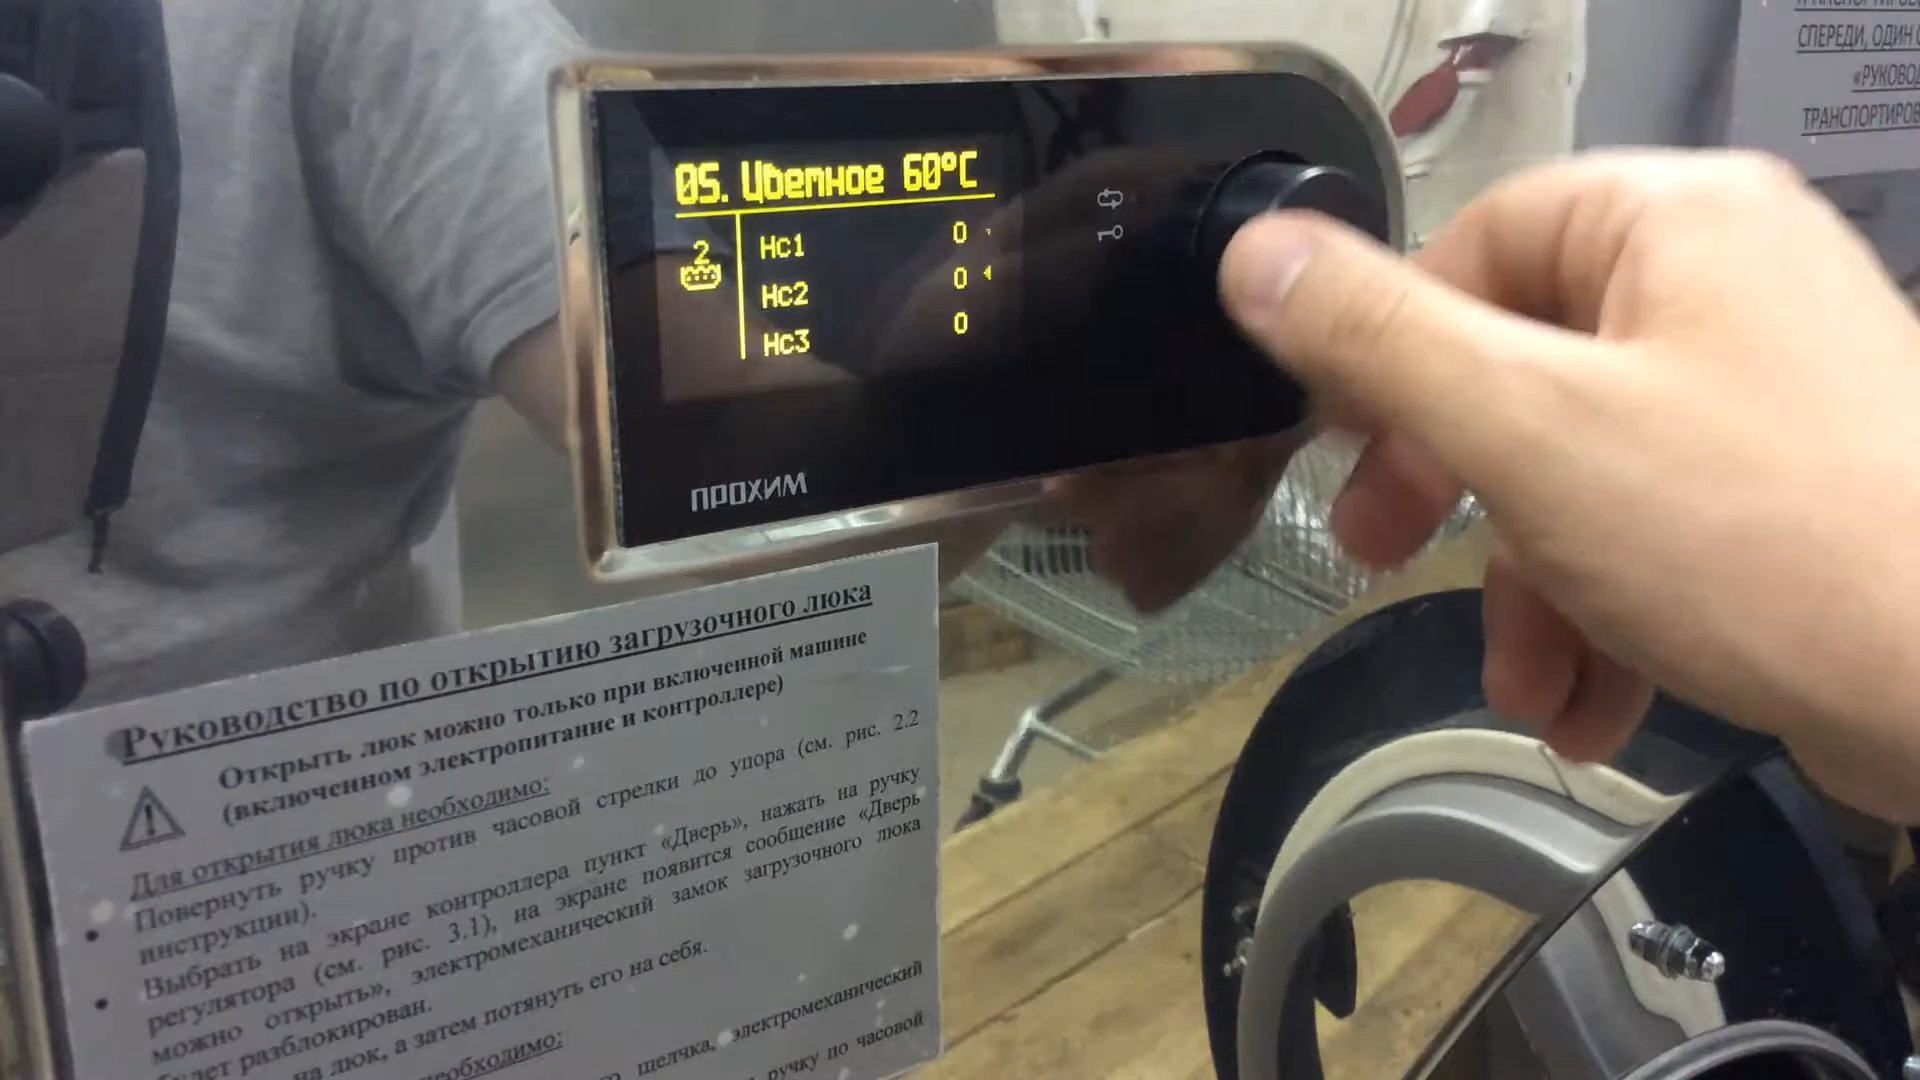 05. Цветное 60°C
2
Нс1 0
Нс2 0
Нс3 0
ПРОХИМ
СПЕРЕДИ, ОДИН
«РУКОВОД
ТРАНСПОРТИРОВ
Руководство по открытию загрузочного люка
Открыть люк можно только при включенной машине
(включенном электропитание и контроллере)
Для открытия люка необходимо:
• Повернуть ручку против часовой стрелки до упора (см. рис. 2.2
инструкции).
• Выбрать на экране контроллера пункт «Дверь», нажать на ручку
регулятора (см. рис. 3.1), на экране появится сообщение «Дверь
можно открыть», электромеханический замок загрузочного люка
будет разблокирован.
на люк, а затем потянуть его на себя.
необходимо:
щелчка, электромеханический
ручку по часовой